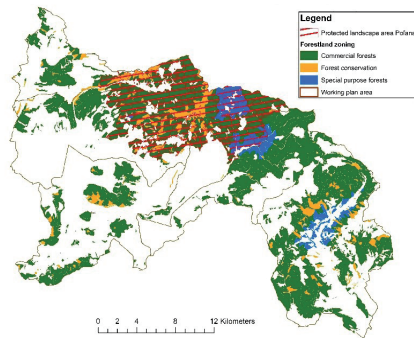 Legend
Protected landscape area Polana
Forestland zoning
Commercial forests
Forest conservation
Special purpose forests
Working plan area
0 2 4 8 12 Kilometers